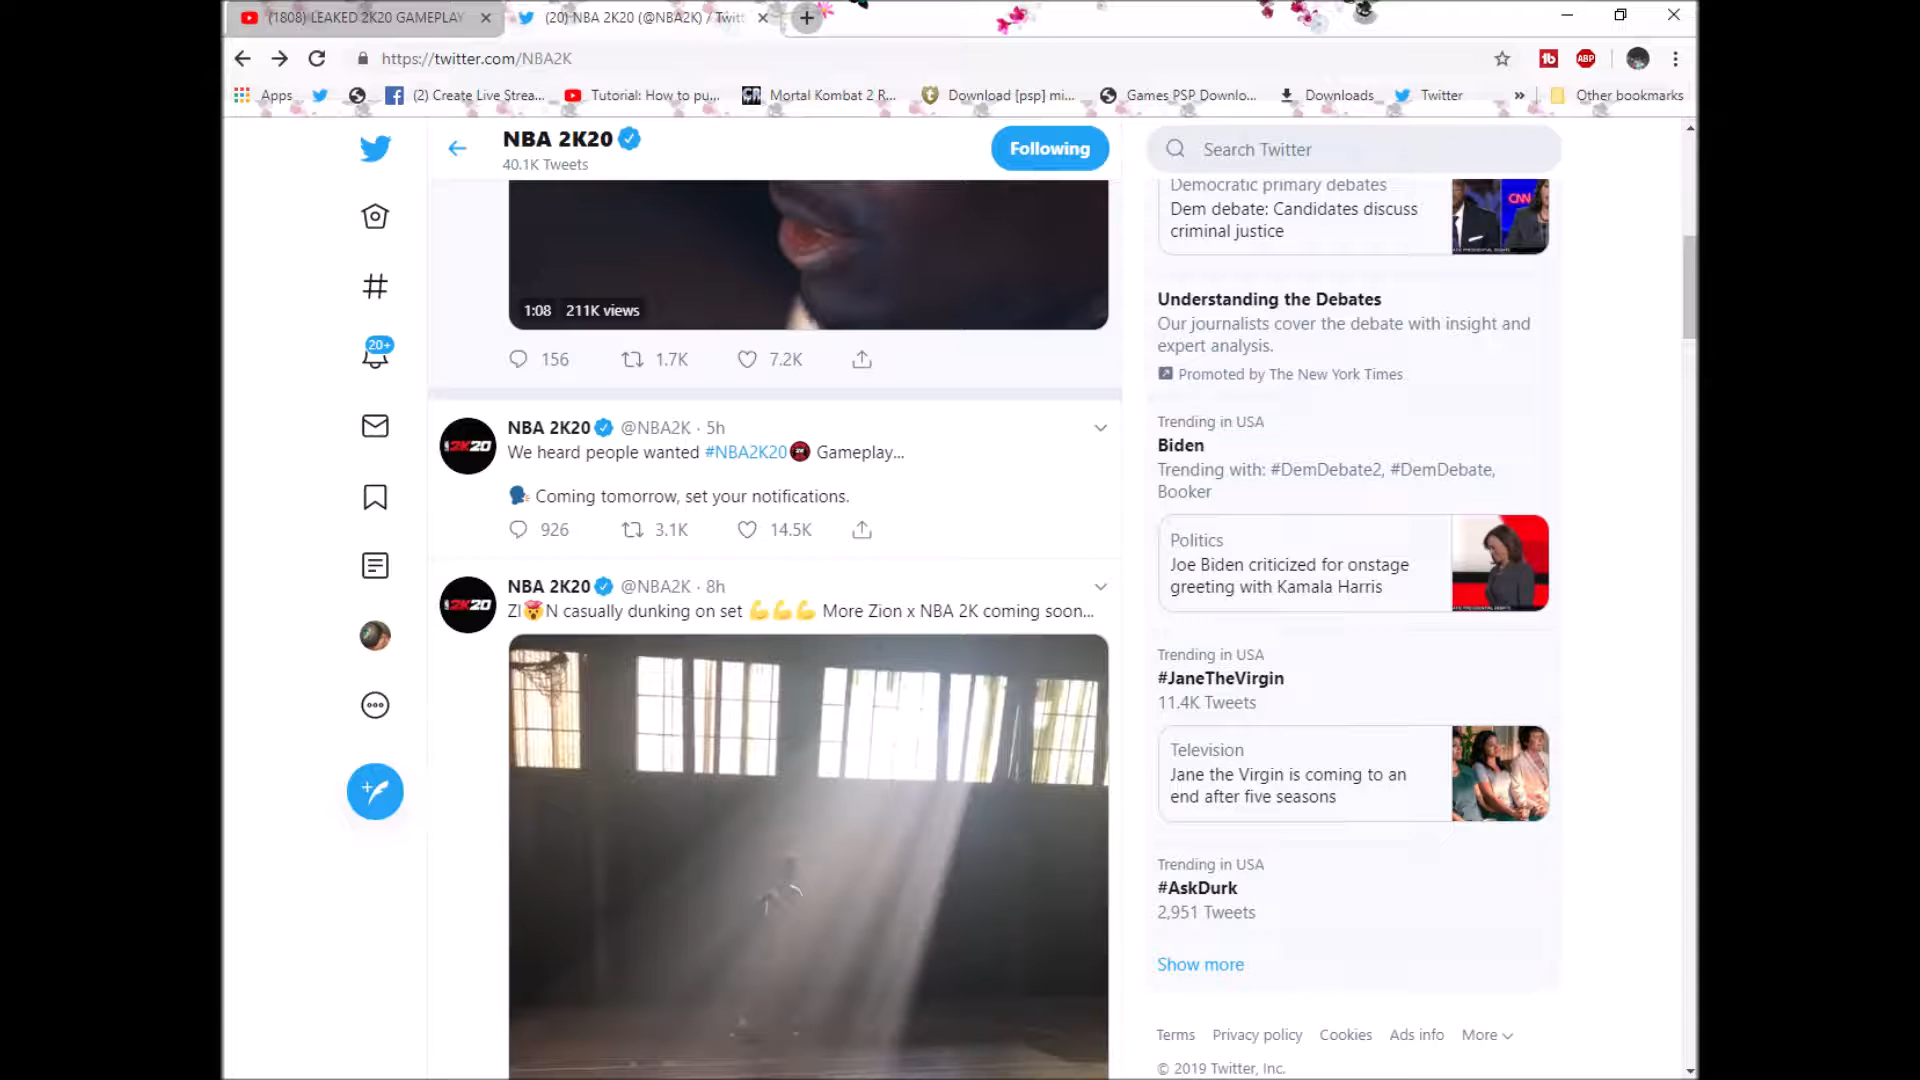 (1808) LEAKED 2K20 GAMEPLAY
(20) NBA 2K20 (@NBA2K) / Twitt
https://twitter.com/NBA2K
ABP
Apps
(2) Create Live Strea...
Tutorial: How to pu...
Mortal Kombat 2 R...
Download [psp] mi...
Games PSP Downlo...
Downloads
Twitter
»
Other bookmarks
NBA 2K20
40.1K Tweets
Following
Search Twitter
1:08 211K views
156 1.7K 7.2K
20+
NBA 2K20 @NBA2K · 5h
We heard people wanted #NBA2K20 Gameplay...
🗣 Coming tomorrow, set your notifications.
926 3.1K 14.5K
2K20
NBA 2K20 @NBA2K · 8h
ZI🤯N casually dunking on set 💪💪💪 More Zion x NBA 2K coming soon...
2K20
Democratic primary debates
Dem debate: Candidates discuss
criminal justice
CNN
Understanding the Debates
Our journalists cover the debate with insight and
expert analysis.
Promoted by The New York Times
Trending in USA
Biden
Trending with: #DemDebate2, #DemDebate,
Booker
Politics
Joe Biden criticized for onstage
greeting with Kamala Harris
Trending in USA
#JaneTheVirgin
11.4K Tweets
Television
Jane the Virgin is coming to an
end after five seasons
Trending in USA
#AskDurk
2,951 Tweets
Show more
Terms Privacy policy Cookies Ads info More
© 2019 Twitter, Inc.